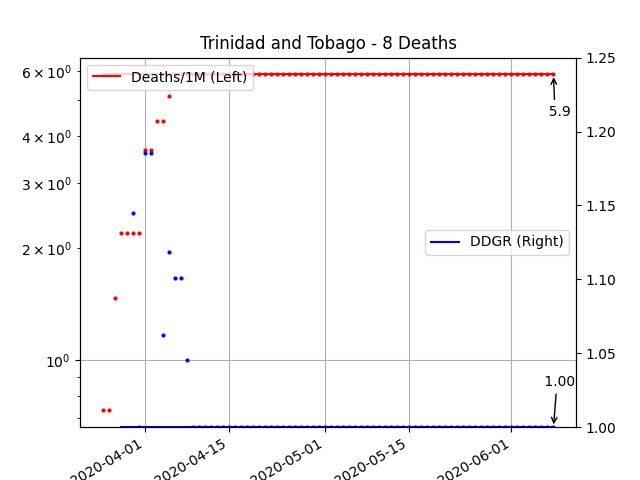 Trinidad and Tobago - 8 Deaths
Deaths/1M (Left)
DDGR (Right)
5.9
1.00
6 × 10⁰
4 × 10⁰
3 × 10⁰
2 × 10⁰
10⁰
1.25
1.20
1.15
1.10
1.05
1.00
2020-04-01
2020-04-15
2020-05-01
2020-05-15
2020-06-01